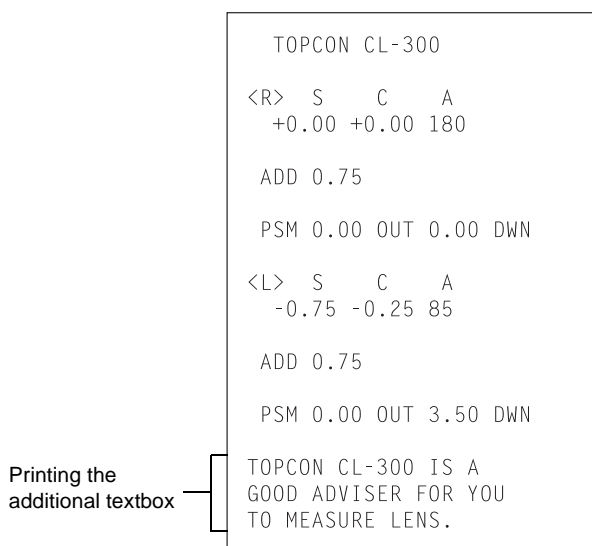 TOPCON CL-300
<R> S C A
+0.00 +0.00 180
ADD 0.75
PSM 0.00 OUT 0.00 DWN
<L> S C A
-0.75 -0.25 85
ADD 0.75
PSM 0.00 OUT 3.50 DWN
Printing the
additional textbox
TOPCON CL-300 IS A
GOOD ADVISER FOR YOU
TO MEASURE LENS.